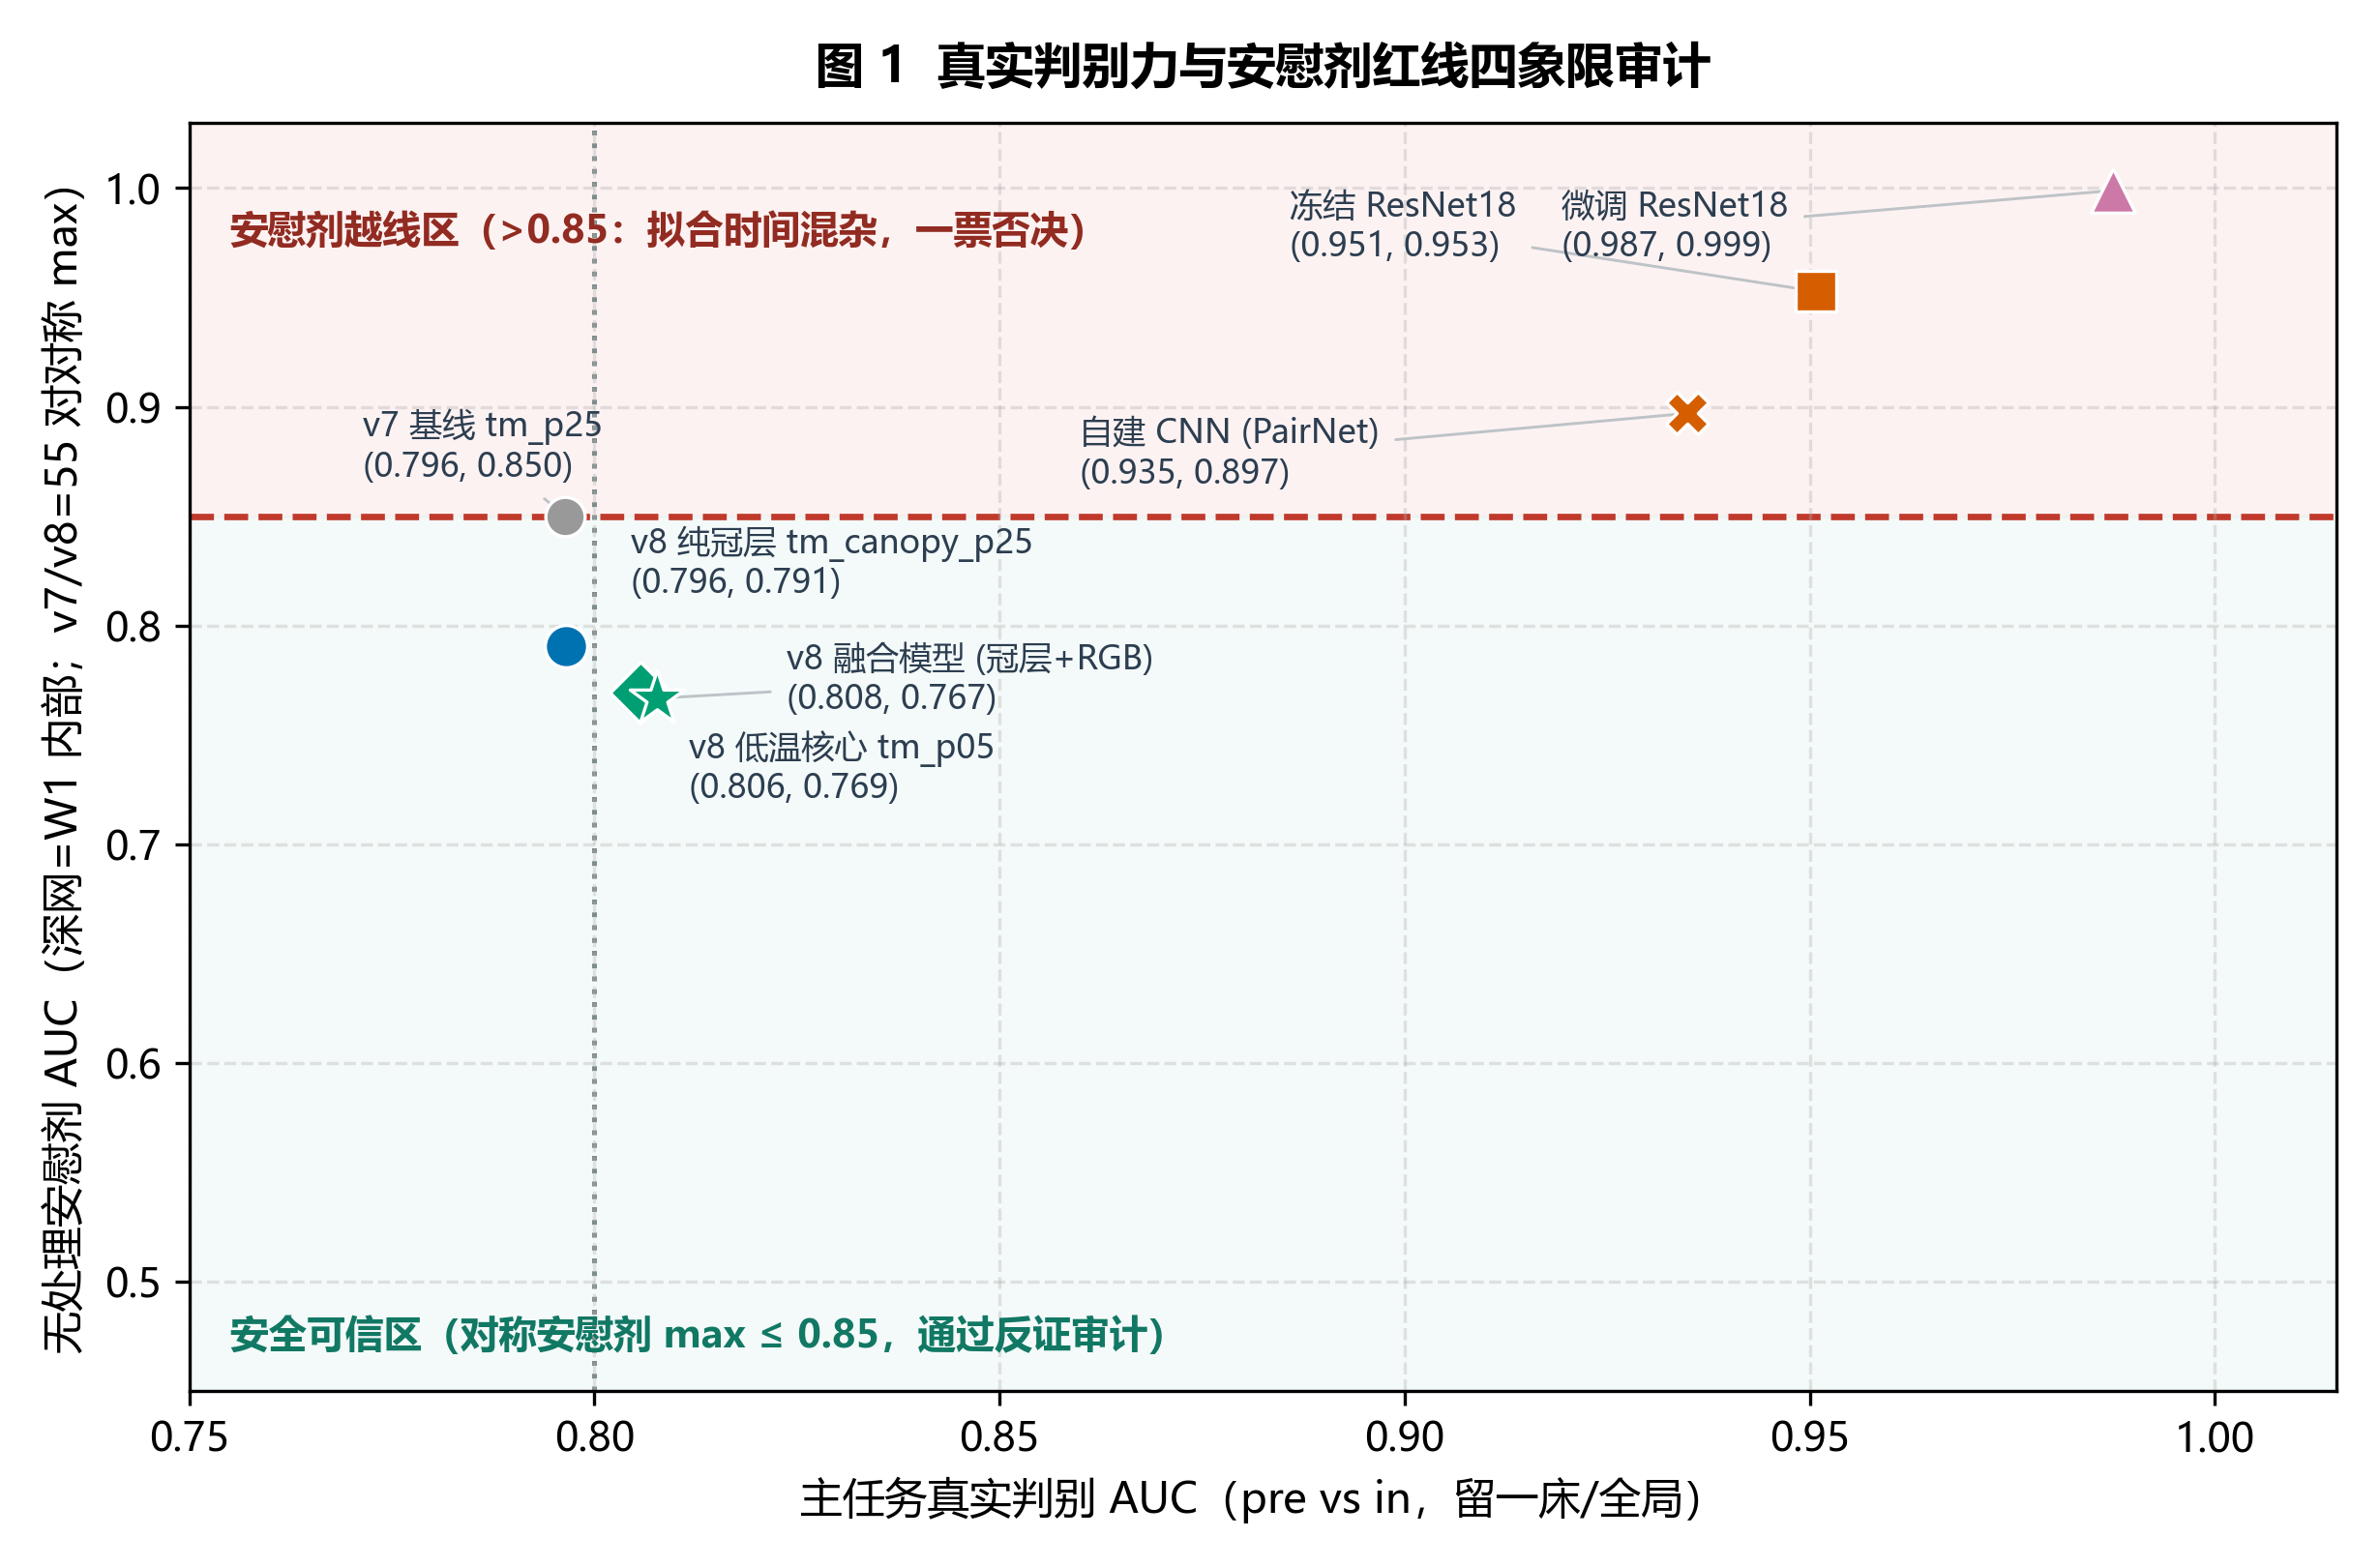 图 1  真实判别力与安慰剂红线四象限审计
无处理安慰剂 AUC（深网=W1 内部；v7/v8=55 对对称 max）
1.0
0.9
0.8
0.7
0.6
0.5
安慰剂越线区（>0.85：拟合时间混杂，一票否决）
冻结 ResNet18
(0.951, 0.953)
微调 ResNet18
(0.987, 0.999)
v7 基线 tm_p25
(0.796, 0.850)
自建 CNN (PairNet)
(0.935, 0.897)
v8 纯冠层 tm_canopy_p25
(0.796, 0.791)
v8 融合模型 (冠层+RGB)
(0.808, 0.767)
v8 低温核心 tm_p05
(0.806, 0.769)
安全可信区（对称安慰剂 max ≤ 0.85，通过反证审计）
0.75
0.80
0.85
0.90
0.95
1.00
主任务真实判别 AUC（pre vs in，留一床/全局）